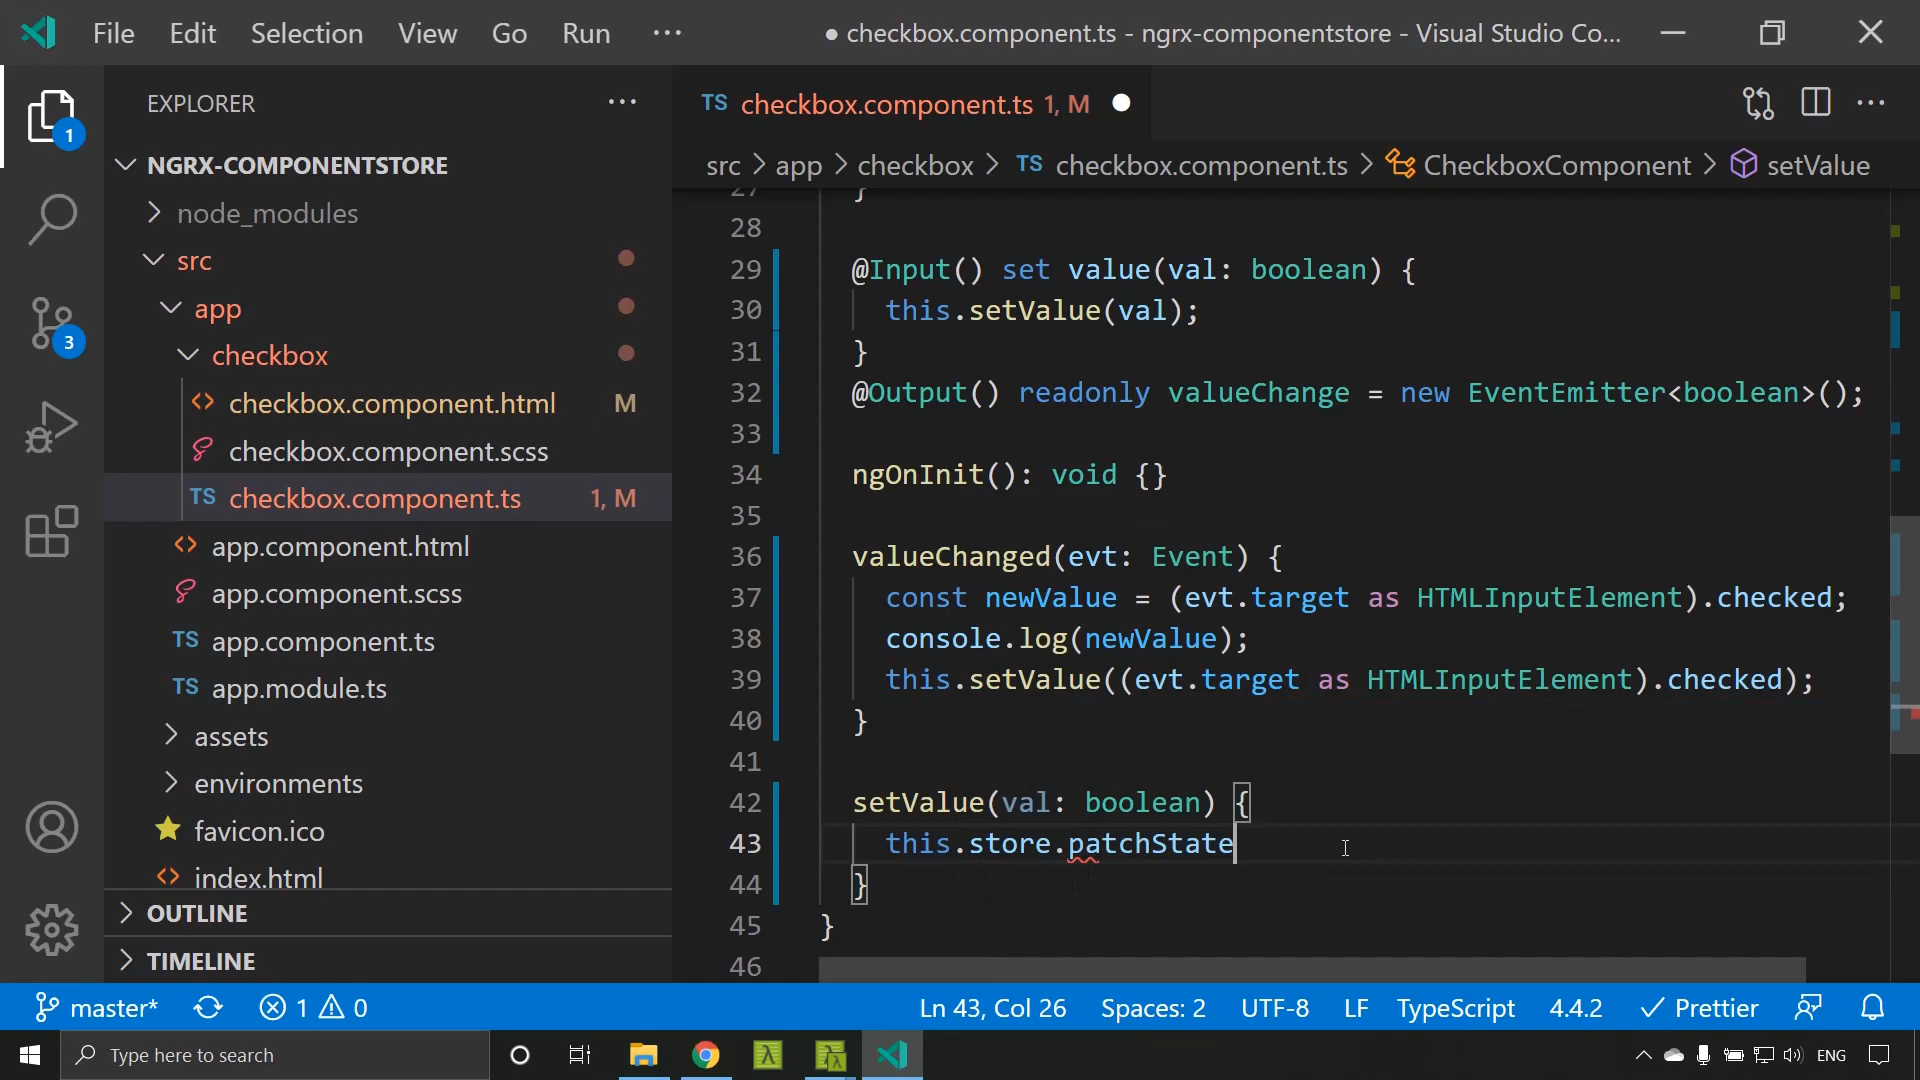 File Edit Selection View Go Run ···
● checkbox.component.ts - ngrx-componentstore - Visual Studio Co...
EXPLORER
1
NGRX-COMPONENTSTORE
node_modules
src
app
3
checkbox
checkbox.component.html M
checkbox.component.scss
TS checkbox.component.ts 1, M
app.component.html
app.component.scss
TS app.component.ts
TS app.module.ts
assets
environments
favicon.ico
index.html
OUTLINE
TIMELINE
TS checkbox.component.ts 1, M
src > app > checkbox > TS checkbox.component.ts > CheckboxComponent > setValue
27 }
28
29 @Input() set value(val: boolean) {
30 this.setValue(val);
31 }
32 @Output() readonly valueChange = new EventEmitter<boolean>();
33
34 ngOnInit(): void {}
35
36 valueChanged(evt: Event) {
37 const newValue = (evt.target as HTMLInputElement).checked;
38 console.log(newValue);
39 this.setValue((evt.target as HTMLInputElement).checked);
40 }
41
42 setValue(val: boolean) {
43 this.store.patchState
44 }
45 }
46
master* 1 0 Ln 43, Col 26 Spaces: 2 UTF-8 LF TypeScript 4.4.2 Prettier
Type here to search ENG